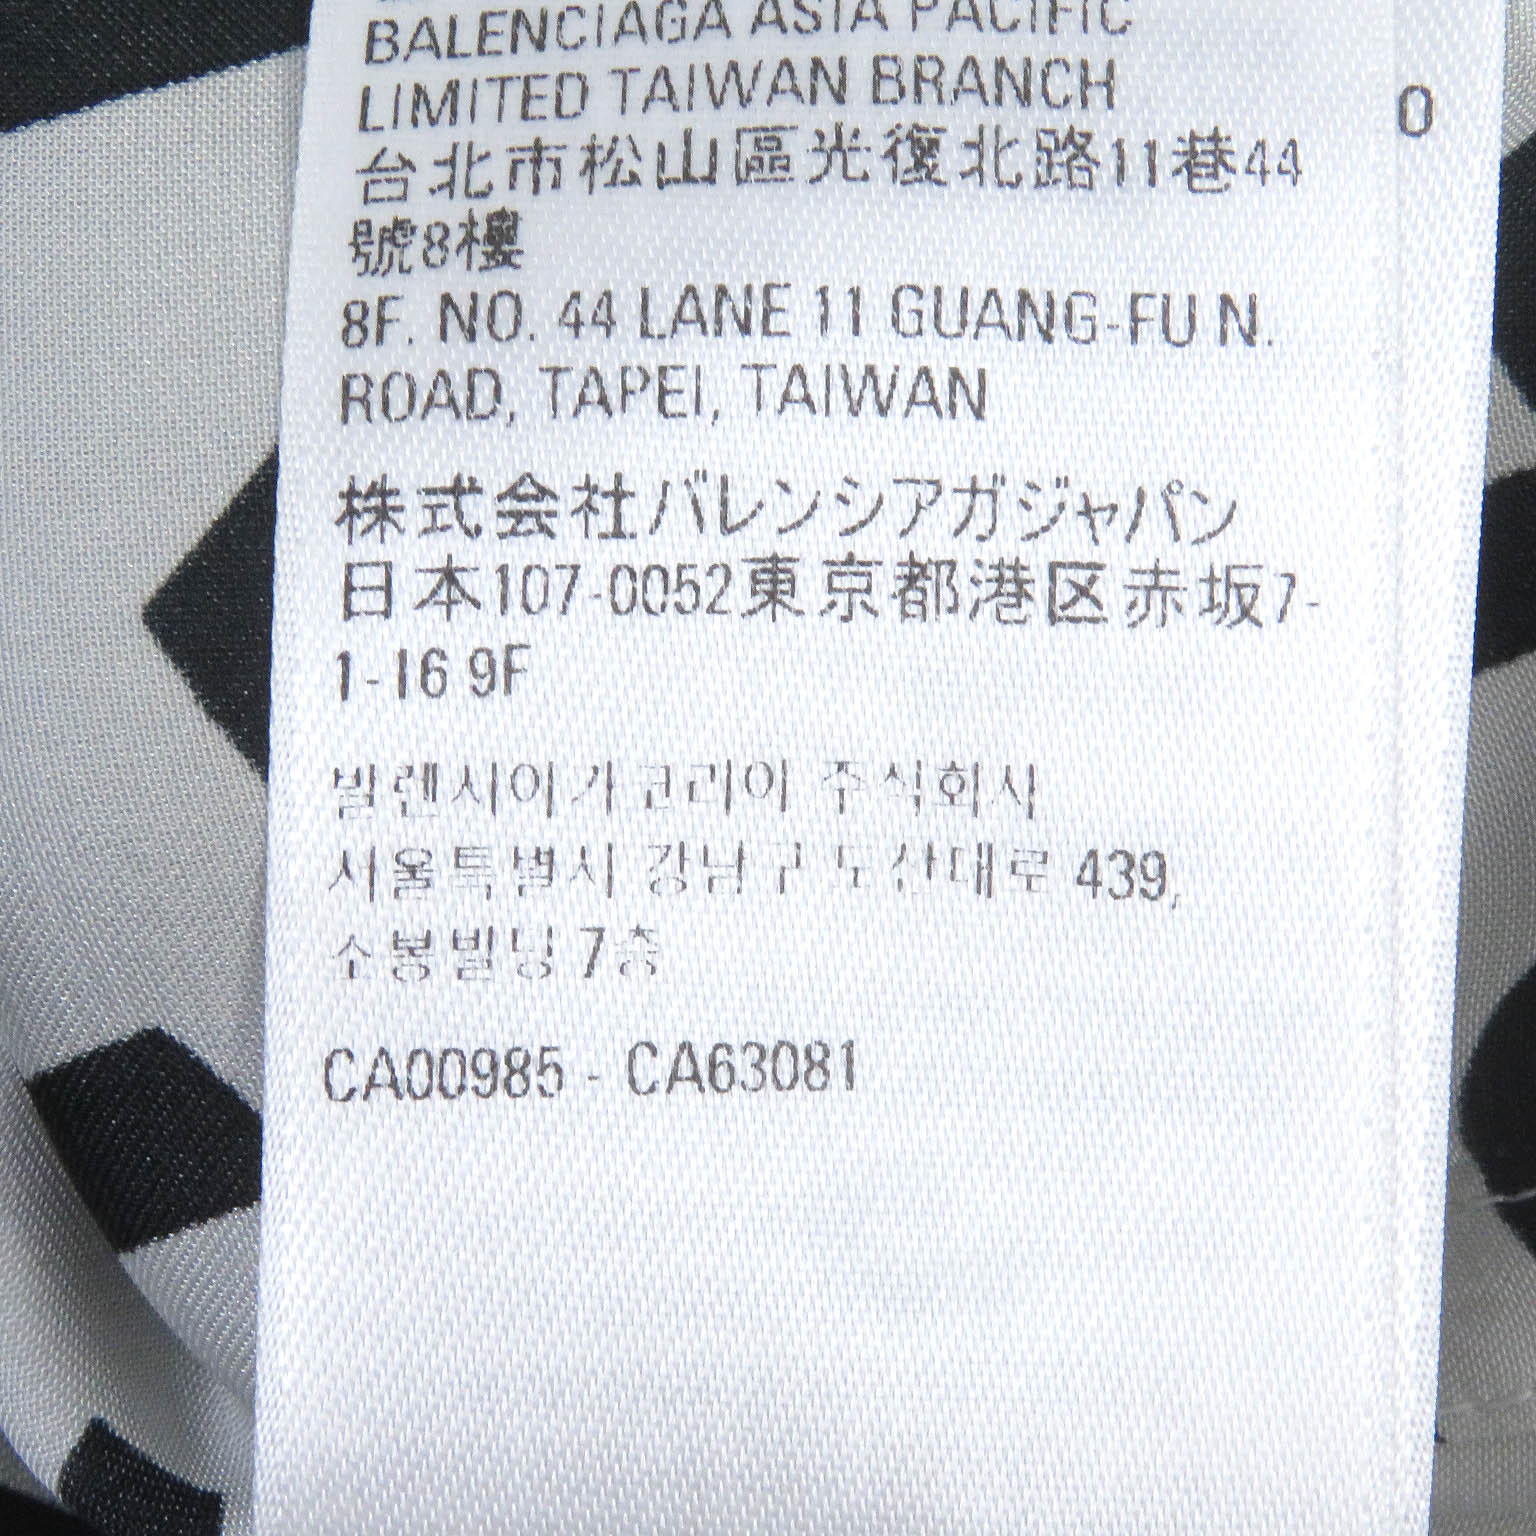 BALENCIAGA ASIA PACIFIC
LIMITED TAIWAN BRANCH
台北市松山區光復北路11巷44
號8樓
8F. NO. 44 LANE 11 GUANG-FU N.
ROAD, TAPEI, TAIWAN
株式会社バレンシアガジャパン
日本107-0052東京都港区赤坂7-
1-16 9F
발렌시아가코리아 주식회사
서울특별시 강남구 도산대로 439,
소봉빌딩 7층
CA00985 - CA63081
0